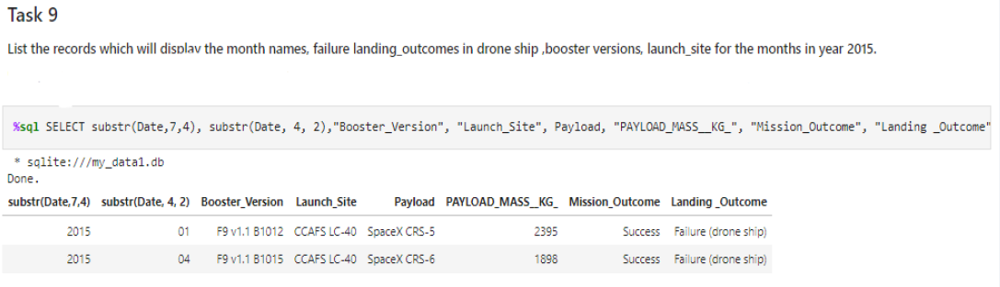 Task 9
List the records which will display the month names, failure landing_outcomes in drone ship ,booster versions, launch_site for the months in year 2015.
%sql SELECT substr(Date,7,4), substr(Date, 4, 2),"Booster_Version", "Launch_Site", Payload, "PAYLOAD_MASS__KG_", "Mission_Outcome", "Landing _Outcome"
* sqlite:///my_data1.db
Done.
substr(Date,7,4) substr(Date, 4, 2) Booster_Version Launch_Site Payload PAYLOAD_MASS__KG_ Mission_Outcome Landing _Outcome
2015 01 F9 v1.1 B1012 CCAFS LC-40 SpaceX CRS-5 2395 Success Failure (drone ship)
2015 04 F9 v1.1 B1015 CCAFS LC-40 SpaceX CRS-6 1898 Success Failure (drone ship)